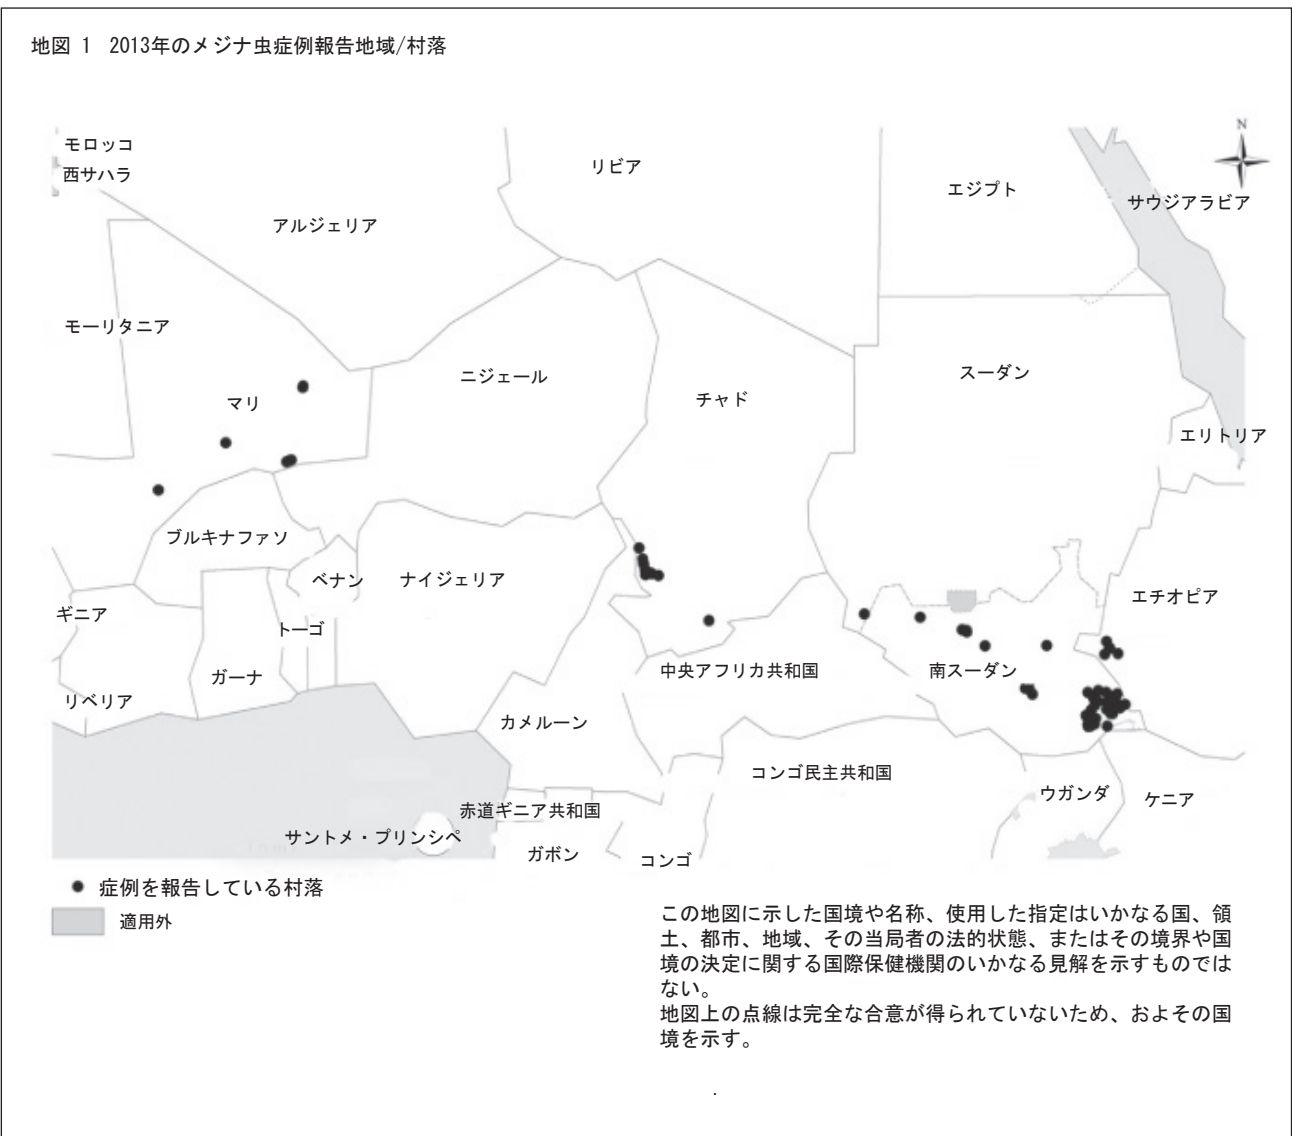 地図 1 2013年のメジナ虫症例報告地域/村落
N
モロッコ
西サハラ
リビア
エジプト
サウジアラビア
アルジェリア
モーリタニア
ニジェール
スーダン
マリ
チャド
エリトリア
ブルキナファソ
ベナン
ナイジェリア
エチオピア
ギニア
トーゴ
ガーナ
中央アフリカ共和国
南スーダン
リベリア
カメルーン
コンゴ民主共和国
ウガンダ
ケニア
赤道ギニア共和国
サントメ・プリンシペ
ガボン
コンゴ
症例を報告している村落
適用外
この地図に示した国境や名称、使用した指定はいかなる国、領
土、都市、地域、その当局者の法的状態、またはその境界や国
境の決定に関する国際保健機関のいかなる見解を示すものでは
ない。
地図上の点線は完全な合意が得られていないため、およその国
境を示す。